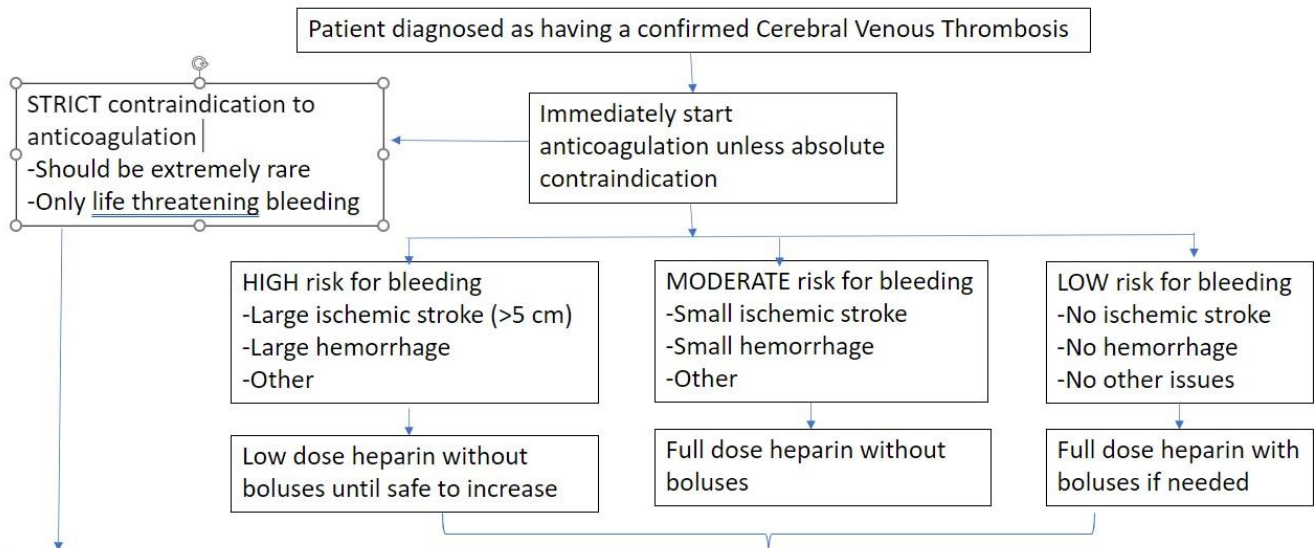 Patient diagnosed as having a confirmed Cerebral Venous Thrombosis
STRICT contraindication to
anticoagulation
-Should be extremely rare
-Only life threatening bleeding
Immediately start
anticoagulation unless absolute
contraindication
HIGH risk for bleeding
-Large ischemic stroke (>5 cm)
-Large hemorrhage
-Other
MODERATE risk for bleeding
-Small ischemic stroke
-Small hemorrhage
-Other
LOW risk for bleeding
-No ischemic stroke
-No hemorrhage
-No other issues
Low dose heparin without
boluses until safe to increase
Full dose heparin without
boluses
Full dose heparin with
boluses if needed